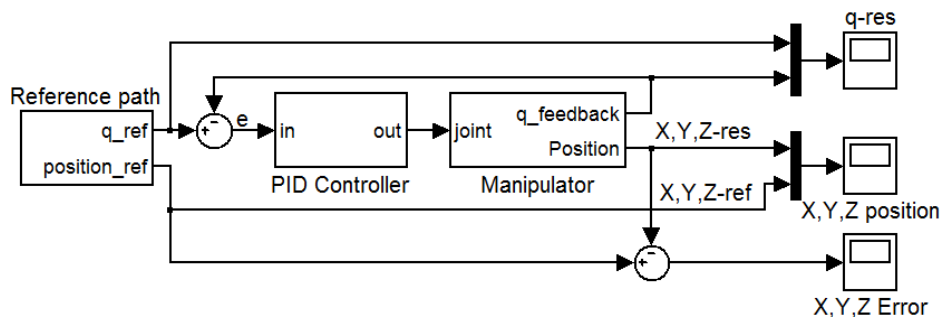 q-res
Reference path
q_ref
position_ref
+
-
e
in
out
PID Controller
joint
q_feedback
Position
Manipulator
X,Y,Z-res
X,Y,Z-ref
X,Y,Z position
+
-
X,Y,Z Error